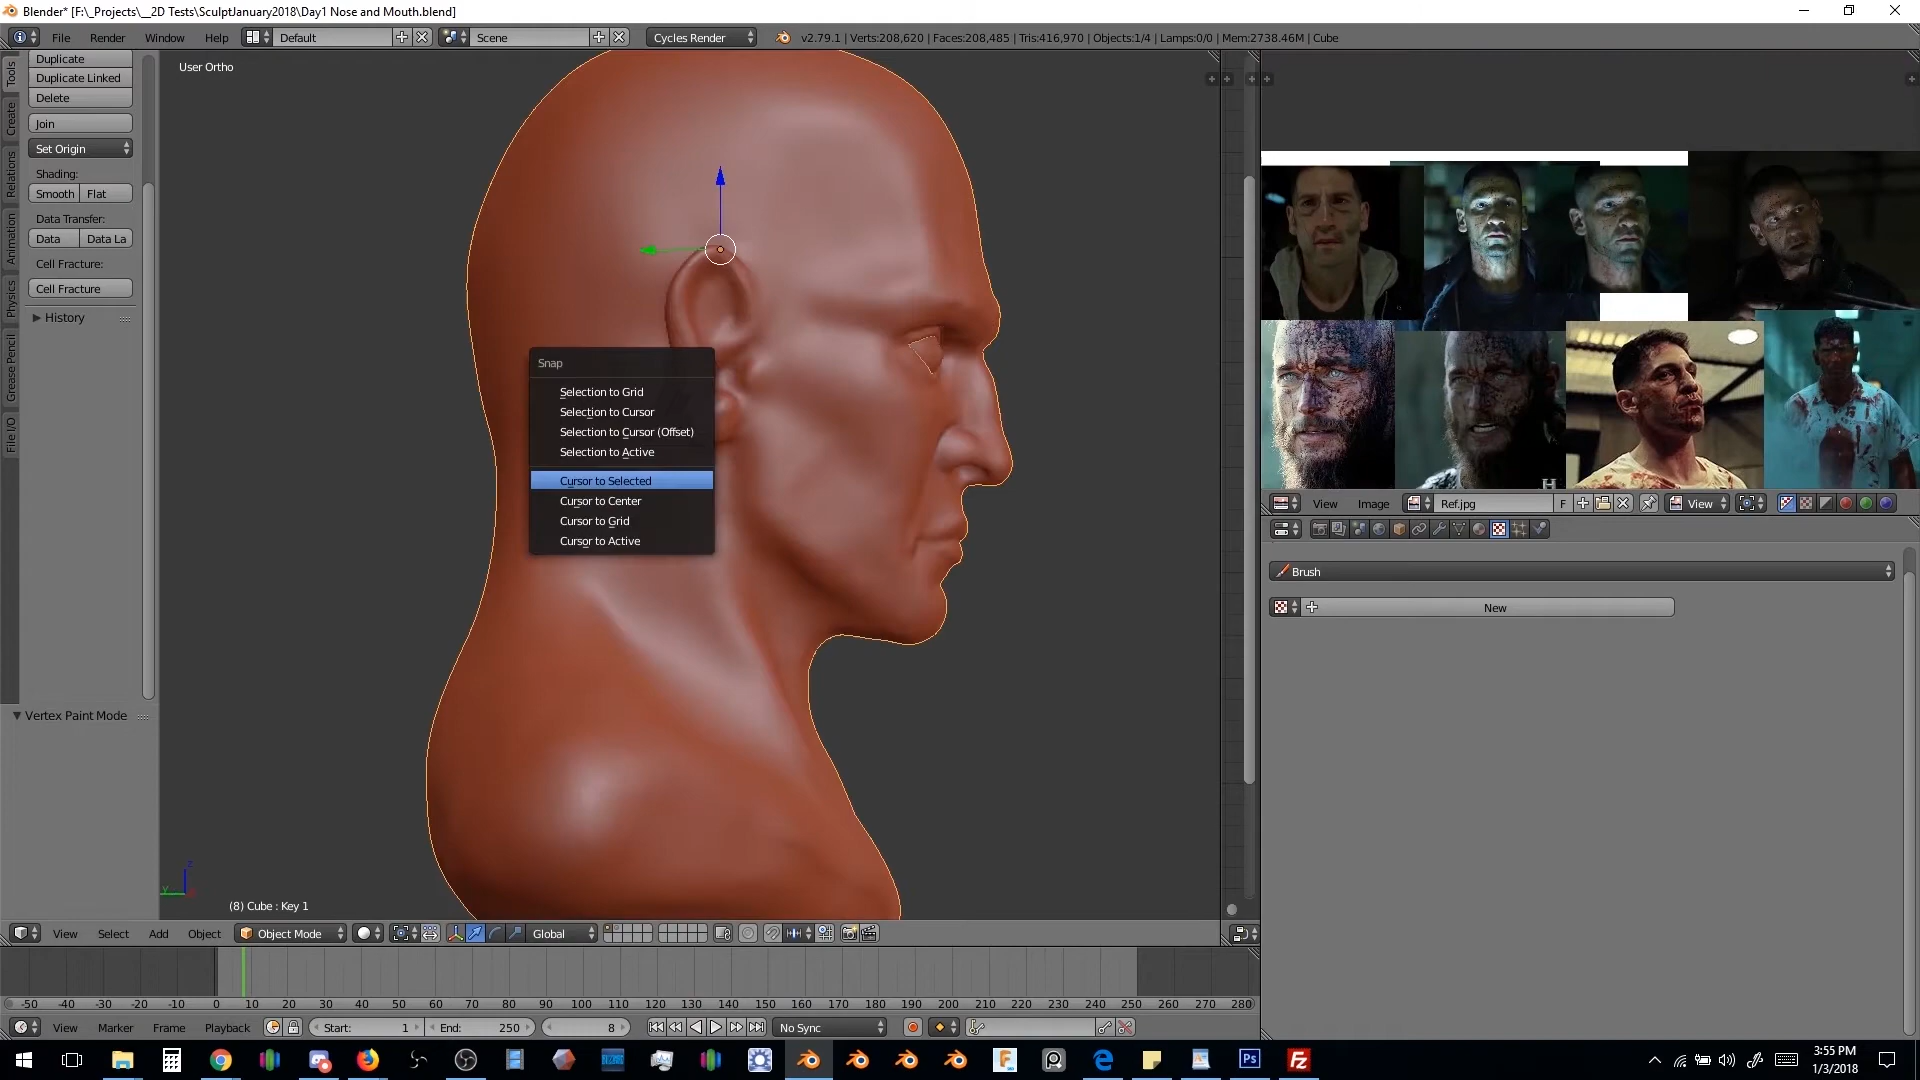 Blender* [F:\_Projects\__2D Tests\SculptJanuary2018\Day1 Nose and Mouth.blend]
File Render Window Help Default Scene Cycles Render v2.79.1 | Verts:208,620 | Faces:208,485 | Tris:416,970 | Objects:1/4 | Lamps:0/0 | Mem:2738.46M | Cube
Tools
Create
Relations
Animation
Physics
Grease Pencil
File I/O
Duplicate
Duplicate Linked
Delete
Join
Set Origin
Shading:
Smooth Flat
Data Transfer:
Data Data La
Cell Fracture:
Cell Fracture
History
Vertex Paint Mode
User Ortho
Snap
Selection to Grid
Selection to Cursor
Selection to Cursor (Offset)
Selection to Active
Cursor to Selected
Cursor to Center
Cursor to Grid
Cursor to Active
z
y
(8) Cube : Key 1
View Select Add Object Object Mode Global
H
View Image Ref.jpg F View
Brush
New
-50 -40 -30 -20 -10 0 10 20 30 40 50 60 70 80 90 100 110 120 130 140 150 160 170 180 190 200 210 220 230 240 250 260 270 280
View Marker Frame Playback Start: 1 End: 250 8 No Sync
Ps
3:55 PM
1/3/2018